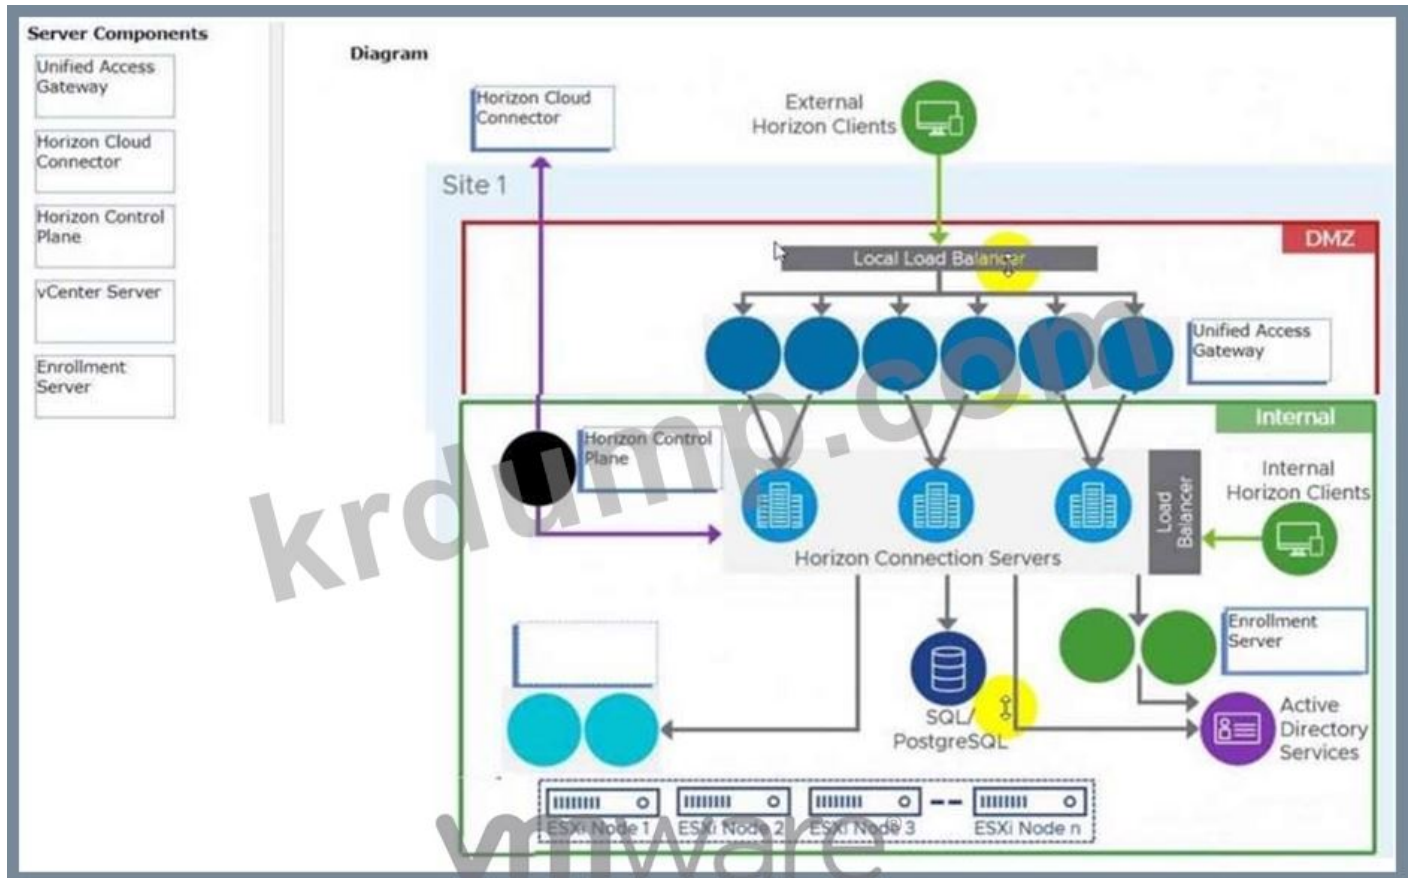 Server Components
Unified Access
Gateway
Horizon Cloud
Connector
Horizon Control
Plane
vCenter Server
Enrollment
Server
Diagram
Horizon Cloud
Connector
External
Horizon Clients
Site 1
DMZ
Local Load Balancer
Unified Access
Gateway
Internal
Horizon Control
Plane
Internal
Horizon Clients
Load
Balancer
Horizon Connection Servers
Enrollment
Server
SQL/
PostgreSQL
Active
Directory
Services
ESXi Node 1
ESXi Node 2
ESXi Node 3
ESXi Node n
krdump.com
vmware®